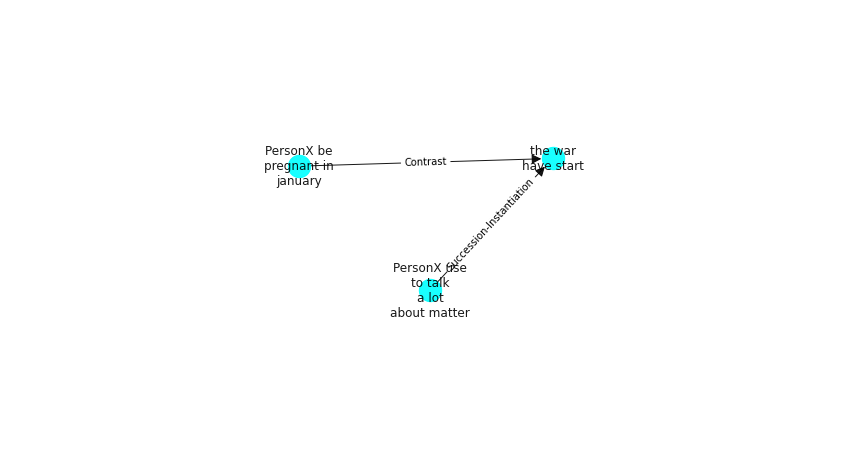 PersonX be
pregnant in
january
Contrast
the war
have start
Succession-Instantiation
PersonX use
to talk
a lot
about matter